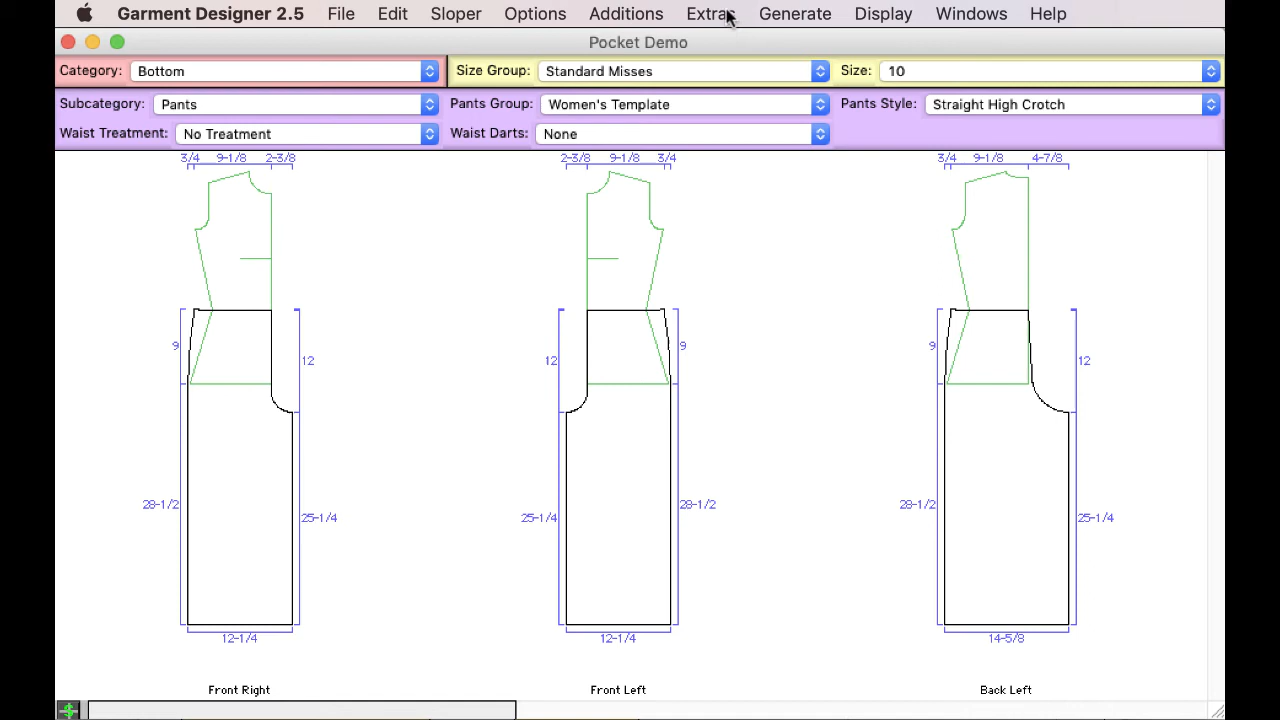 Garment Designer 2.5 File Edit Sloper Options Additions Extras Generate Display Windows Help
Pocket Demo
Category: Bottom Size Group: Standard Misses Size: 10
Subcategory: Pants Pants Group: Women's Template Pants Style: Straight High Crotch
Waist Treatment: No Treatment Waist Darts: None
3/4 9-1/8 2-3/8 2-3/8 9-1/8 3/4 3/4 9-1/8 4-7/8
9 12 12 9 9 12
28-1/2 25-1/4 25-1/4 28-1/2 28-1/2 25-1/4
12-1/4 12-1/4 14-5/8
Front Right Front Left Back Left